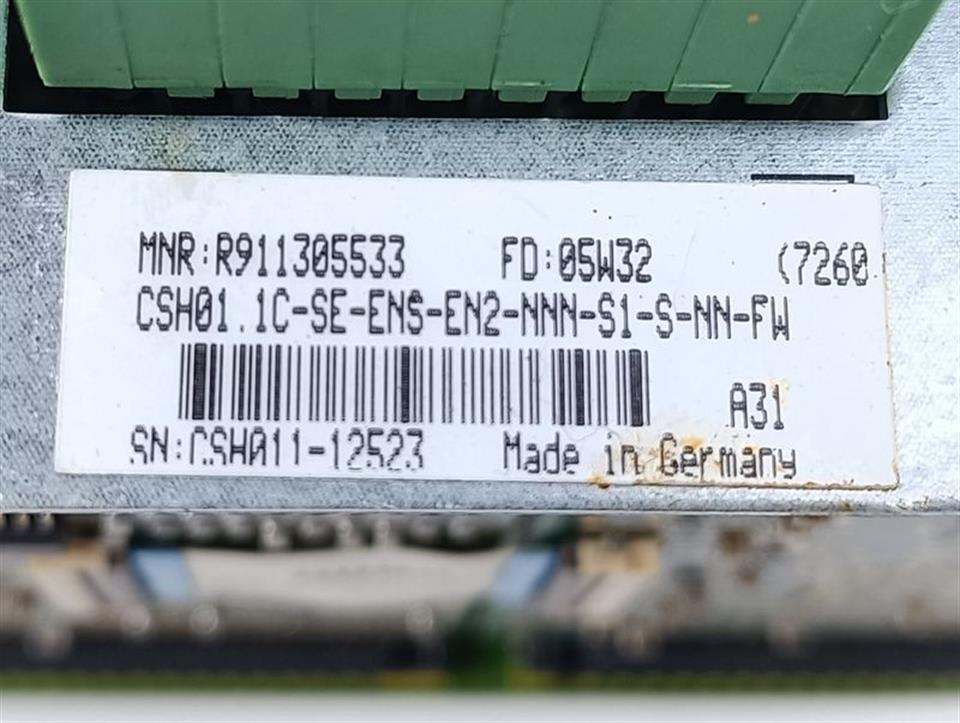 MNR:R911305533 FD:05W32 (7260
CSH01.1C-SE-ENS-EN2-NNN-S1-S-NN-FW
A31
SN:CSH011-12523 Made in Germany